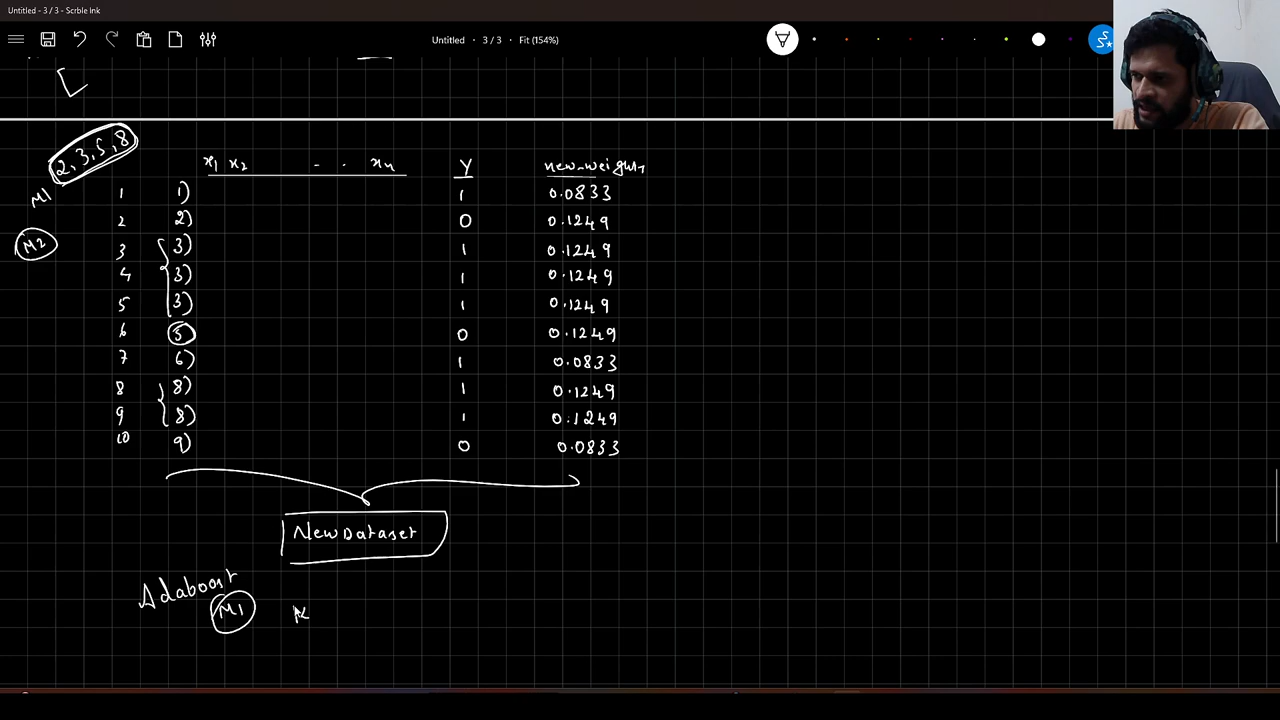 Untitled - 3 / 3 - Scrble Ink
Untitled · 3 / 3 · Fit (154%)
2,3,5,8
x1 x2 - . . xn Y new-weights
M1 1 1) 1 0.0833
2 2) 0 0.1249
M2 3 3) 1 0.1249
4 3) 1 0.1249
5 3) 1 0.1249
6 5) 0 0.1249
7 6) 1 0.0833
8 8) 1 0.1249
9 8) 1 0.1249
10 9) 0 0.0833
New Dataset
Adaboost
M1